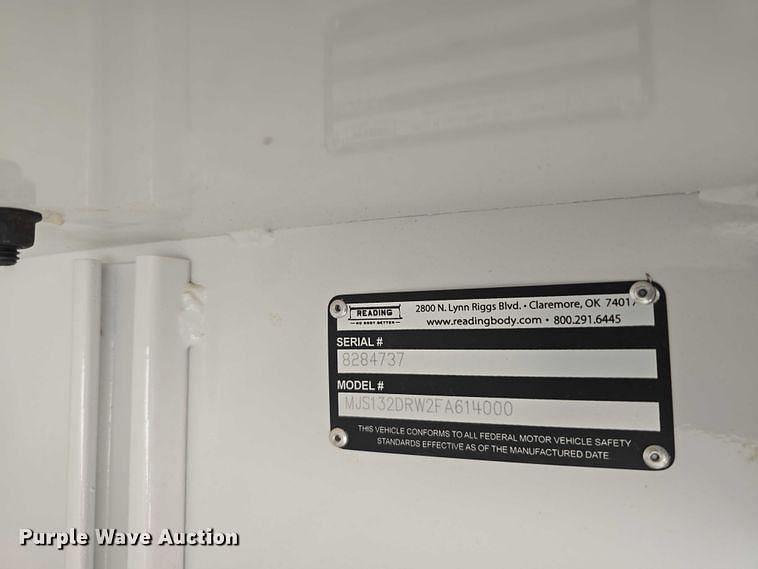 READING
NO BODY BETTER
2800 N. Lynn Riggs Blvd. • Claremore, OK 74017
www.readingbody.com • 800.291.6445
SERIAL #
8284737
MODEL #
MJS132DRW2FA614000
THIS VEHICLE CONFORMS TO ALL FEDERAL MOTOR VEHICLE SAFETY
STANDARDS EFFECTIVE AS OF THE MANUFACTURED DATE
Purple Wave Auction